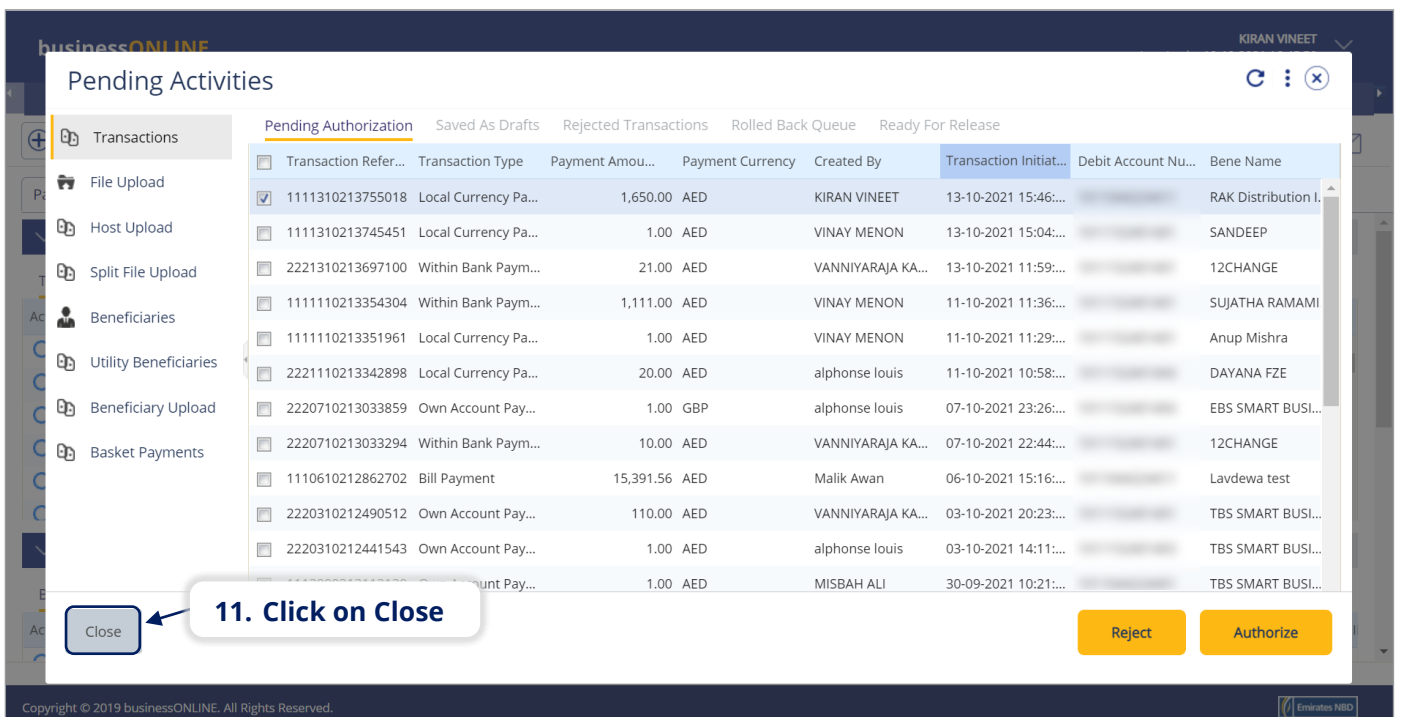 businessONLINE
KIRAN VINEET
Pending Activities
Transactions
File Upload
Host Upload
Split File Upload
Beneficiaries
Utility Beneficiaries
Beneficiary Upload
Basket Payments
Pending Authorization Saved As Drafts Rejected Transactions Rolled Back Queue Ready For Release
Transaction Refer... Transaction Type Payment Amou... Payment Currency Created By Transaction Initiat... Debit Account Nu... Bene Name
1111310213755018 Local Currency Pa... 1,650.00 AED KIRAN VINEET 13-10-2021 15:46:... RAK Distribution I.
1111310213745451 Local Currency Pa... 1.00 AED VINAY MENON 13-10-2021 15:04:... SANDEEP
2221310213697100 Within Bank Paym... 21.00 AED VANNIYARAJA KA... 13-10-2021 11:59:... 12CHANGE
1111110213354304 Within Bank Paym... 1,111.00 AED VINAY MENON 11-10-2021 11:36:... SUJATHA RAMAMI
1111110213351961 Local Currency Pa... 1.00 AED VINAY MENON 11-10-2021 11:29:... Anup Mishra
2221110213342898 Local Currency Pa... 20.00 AED alphonse louis 11-10-2021 10:58:... DAYANA FZE
2220710213033859 Own Account Pay... 1.00 GBP alphonse louis 07-10-2021 23:26:... EBS SMART BUSI...
2220710213033294 Within Bank Paym... 10.00 AED VANNIYARAJA KA... 07-10-2021 22:44:... 12CHANGE
1110610212862702 Bill Payment 15,391.56 AED Malik Awan 06-10-2021 15:16:... Lavdewa test
2220310212490512 Own Account Pay... 110.00 AED VANNIYARAJA KA... 03-10-2021 20:23:... TBS SMART BUSI...
2220310212441543 Own Account Pay... 1.00 AED alphonse louis 03-10-2021 14:11:... TBS SMART BUSI...
1.00 AED MISBAH ALI 30-09-2021 10:21:... TBS SMART BUSI...
11. Click on Close
Close Reject Authorize
Copyright © 2019 businessONLINE. All Rights Reserved.
Emirates NBD